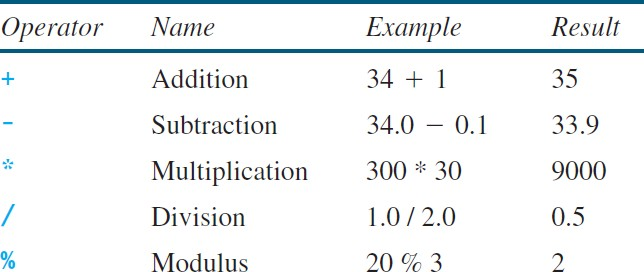 Operator Name Example Result
+ Addition 34 + 1 35
- Subtraction 34.0 − 0.1 33.9
* Multiplication 300 * 30 9000
/ Division 1.0 / 2.0 0.5
% Modulus 20 % 3 2